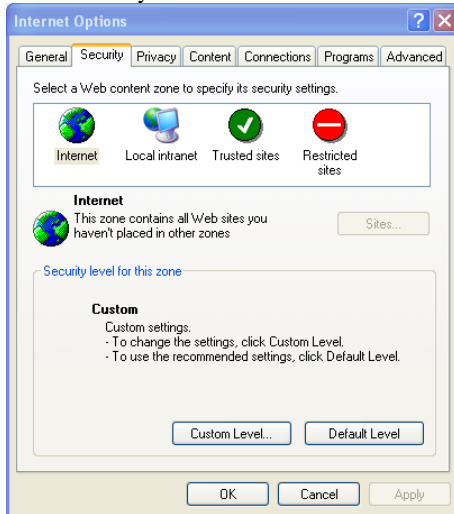 Internet Options
General Security Privacy Content Connections Programs Advanced
Select a Web content zone to specify its security settings.
Internet Local intranet Trusted sites Restricted
sites
Internet
This zone contains all Web sites you
haven't placed in other zones
Sites...
Security level for this zone
Custom
Custom settings.
- To change the settings, click Custom Level.
- To use the recommended settings, click Default Level.
Custom Level... Default Level
OK Cancel Apply